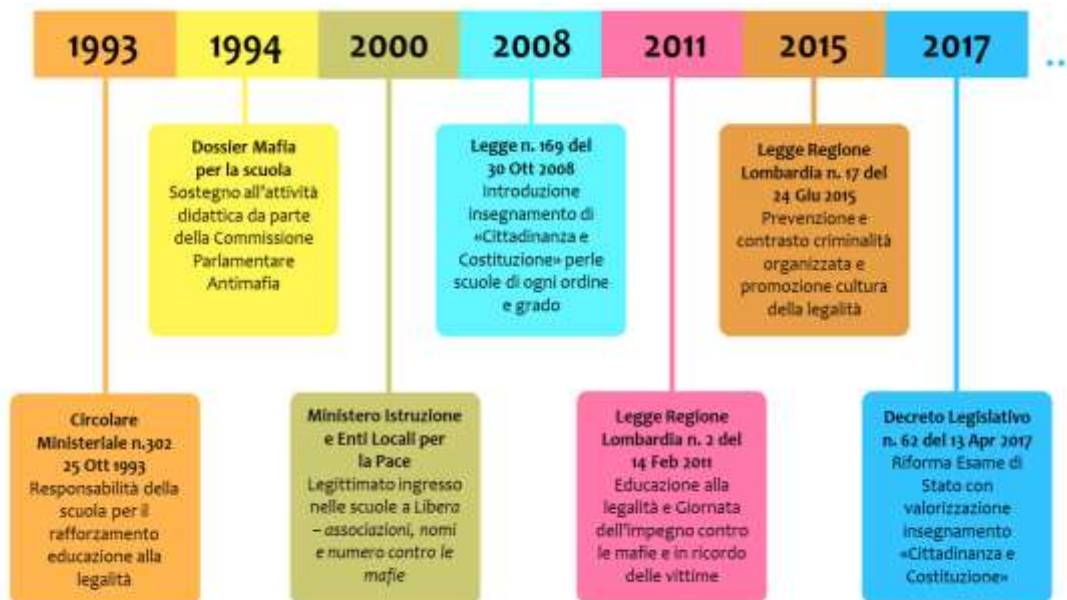 1993 1994 2000 2008 2011 2015 2017 ..
Dossier Mafia
per la scuola
Sostegno all'attività
didattica da parte
della Commissione
Parlamentare
Antimafia
Legge n. 169 del
30 Ott 2008
Introduzione
insegnamento di
«Cittadinanza e
Costituzione» perle
scuole di ogni ordine
e grado
Legge Regione
Lombardia n. 17 del
24 Giu 2015
Prevenzione e
contrasto criminalità
organizzata e
promozione cultura
della legalità
Circolare
Ministeriale n.302
25 Ott 1993
Responsabilità della
scuola per il
rafforzamento
educazione alla
legalità
Ministero Istruzione
e Enti Locali per
la Pace
Legittimato ingresso
nelle scuole a Libera
– associazioni, nomi
e numero contro le
mafie
Legge Regione
Lombardia n. 2 del
14 Feb 2011
Educazione alla
legalità e Giornata
dell'impegno contro
le mafie e in ricordo
delle vittime
Decreto Legislativo
n. 62 del 13 Apr 2017
Riforma Esame di
Stato con
valorizzazione
insegnamento
«Cittadinanza e
Costituzione»